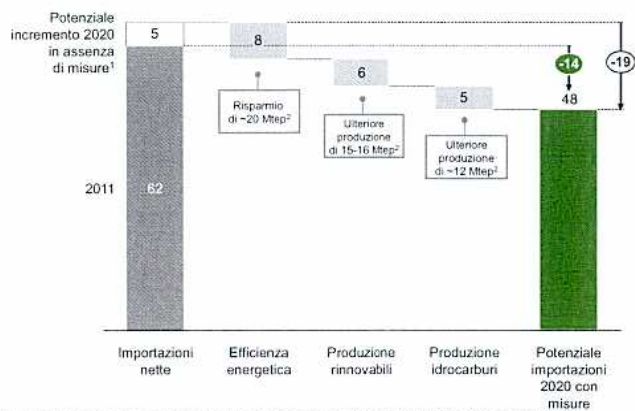 Potenziale
incremento 2020
in assenza
di misure¹
5
8
6
5
-14
-19
48
Risparmio
di ~20 Mtep²
Ulteriore
produzione
di 15-16 Mtep²
Ulteriore
produzione
di ~12 Mtep²
2011
62
Importazioni
nette
Efficienza
energetica
Produzione
rinnovabili
Produzione
idrocarburi
Potenziale
importazioni
2020 con
misure